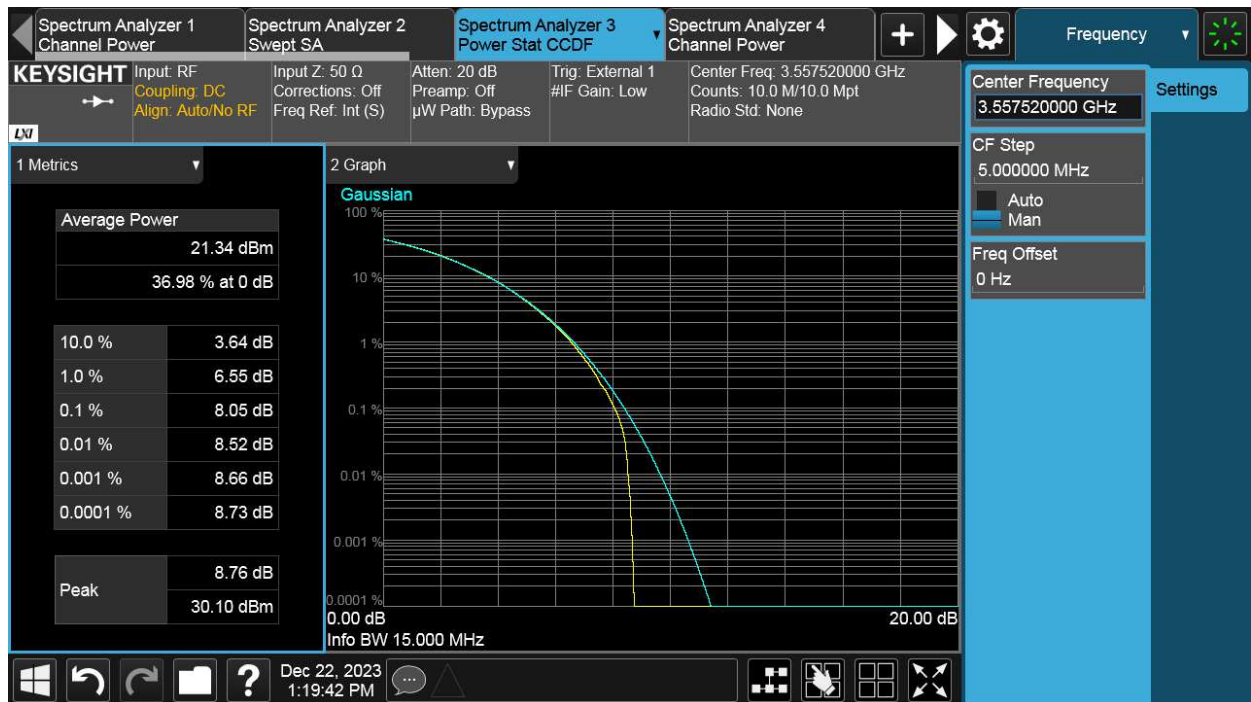 Spectrum Analyzer 1
Channel Power
Spectrum Analyzer 2
Swept SA
Spectrum Analyzer 3
Power Stat CCDF
Spectrum Analyzer 4
Channel Power
+
Frequency
KEYSIGHT
LXI
Input: RF
Coupling: DC
Align: Auto/No RF
Input Z: 50 Ω
Corrections: Off
Freq Ref: Int (S)
Atten: 20 dB
Preamp: Off
µW Path: Bypass
Trig: External 1
#IF Gain: Low
Center Freq: 3.557520000 GHz
Counts: 10.0 M/10.0 Mpt
Radio Std: None
Center Frequency
3.557520000 GHz
Settings
CF Step
5.000000 MHz
Auto
Man
Freq Offset
0 Hz
1 Metrics
Average Power
21.34 dBm
36.98 % at 0 dB
10.0 % 3.64 dB
1.0 % 6.55 dB
0.1 % 8.05 dB
0.01 % 8.52 dB
0.001 % 8.66 dB
0.0001 % 8.73 dB
Peak
8.76 dB
30.10 dBm
2 Graph
Gaussian
100 %
10 %
1 %
0.1 %
0.01 %
0.001 %
0.0001 %
0.00 dB 20.00 dB
Info BW 15.000 MHz
?
Dec 22, 2023
1:19:42 PM